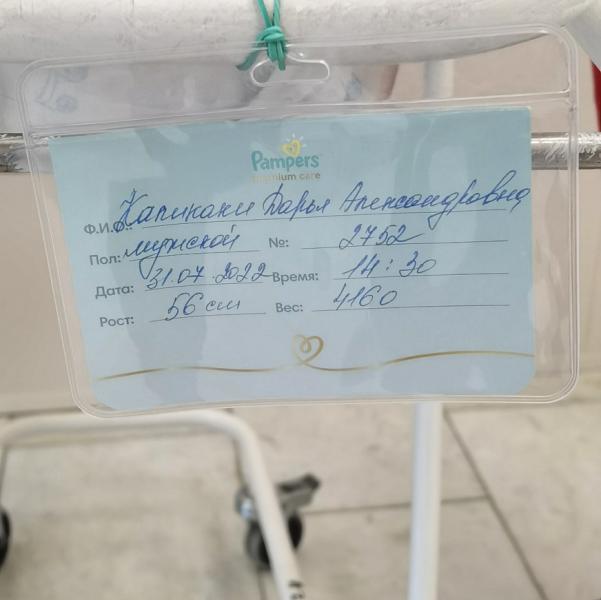 Pampers
premium care
Ф.И.О.: Капикани Дарья Александровна
Пол: мужской №: 2752
Дата: 31.07.2022 Время: 14:30
Рост: 56 см Вес: 4160